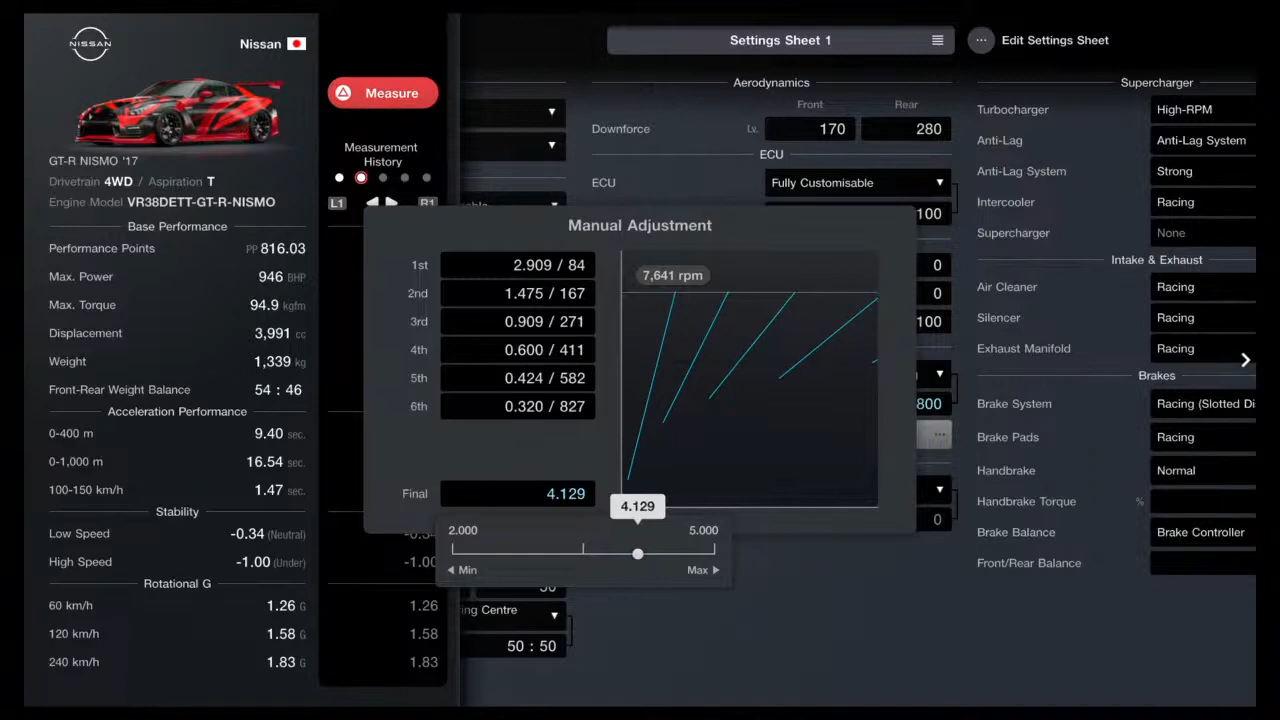 NISSAN
Nissan
GT-R NISMO '17
Drivetrain 4WD / Aspiration T
Engine Model VR38DETT-GT-R-NISMO
Base Performance
Performance Points PP 816.03
Max. Power 946 BHP
Max. Torque 94.9 kgfm
Displacement 3,991 cc
Weight 1,339 kg
Front-Rear Weight Balance 54 : 46
Acceleration Performance
0-400 m 9.40 sec.
0-1,000 m 16.54 sec.
100-150 km/h 1.47 sec.
Stability
Low Speed -0.34 (Neutral)
High Speed -1.00 (Under)
Rotational G
60 km/h 1.26 G
120 km/h 1.58 G
240 km/h 1.83 G
Measure
Measurement
History
L1 R1
-1.00
1.26
1.58
1.83
Settings Sheet 1
Edit Settings Sheet
Aerodynamics
Front Rear
Downforce Lv. 170 280
ECU
ECU Fully Customisable
100
0
0
100
800
0
Manual Adjustment
1st 2.909 / 84
2nd 1.475 / 167
3rd 0.909 / 271
4th 0.600 / 411
5th 0.424 / 582
6th 0.320 / 827
Final 4.129
7,641 rpm
4.129
2.000 5.000
Min Max
ing Centre
50 : 50
Supercharger
Turbocharger High-RPM
Anti-Lag Anti-Lag System
Anti-Lag System Strong
Intercooler Racing
Supercharger None
Intake & Exhaust
Air Cleaner Racing
Silencer Racing
Exhaust Manifold Racing
Brakes
Brake System Racing (Slotted Di
Brake Pads Racing
Handbrake Normal
Handbrake Torque %
Brake Balance Brake Controller
Front/Rear Balance